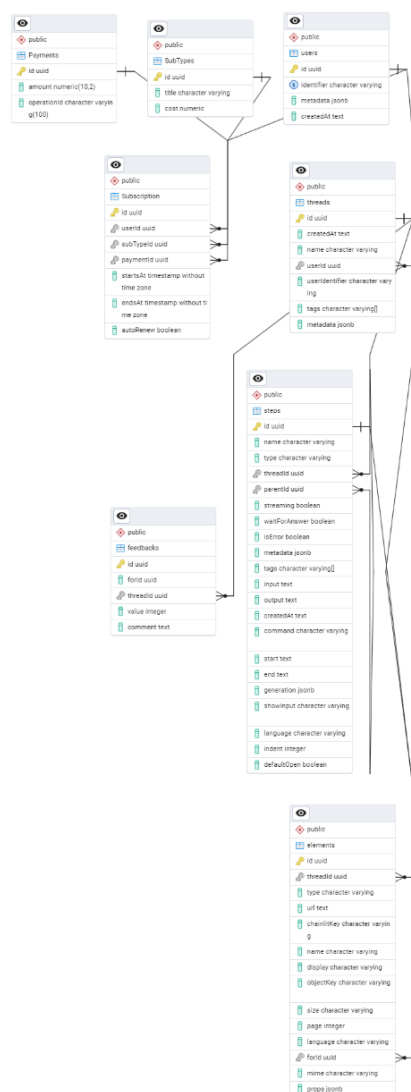 public
Payments
id uuid
amount numeric(10,2)
operationId character varyin
g(100)
public
SubTypes
id uuid
title character varying
cost numeric
public
users
id uuid
identifier character varying
metadata jsonb
createdAt text
public
Subscription
id uuid
userId uuid
subTypeId uuid
paymentId uuid
startsAt timestamp without
time zone
endsAt timestamp without ti
me zone
autoRenew boolean
public
threads
id uuid
createdAt text
name character varying
userId uuid
userIdentifier character vary
ing
tags character varying[]
metadata jsonb
public
steps
id uuid
name character varying
type character varying
threadId uuid
parentId uuid
streaming boolean
waitForAnswer boolean
isError boolean
metadata jsonb
tags character varying[]
input text
output text
createdAt text
command character varying
start text
end text
generation jsonb
showInput character varying
language character varying
indent integer
defaultOpen boolean
public
feedbacks
id uuid
forId uuid
threadId uuid
value integer
comment text
public
elements
id uuid
threadId uuid
type character varying
url text
chainlitKey character varyin
g
name character varying
display character varying
objectKey character varying
size character varying
page integer
language character varying
forId uuid
mime character varying
props jsonb